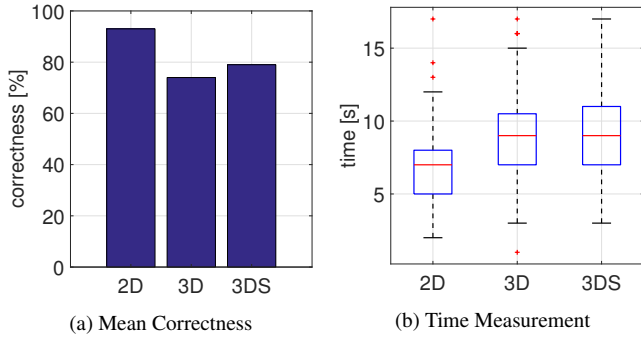 100
80
60
40
20
0
correctness [%]
2D 3D 3DS
(a) Mean Correctness
15
10
5
time [s]
2D 3D 3DS
(b) Time Measurement